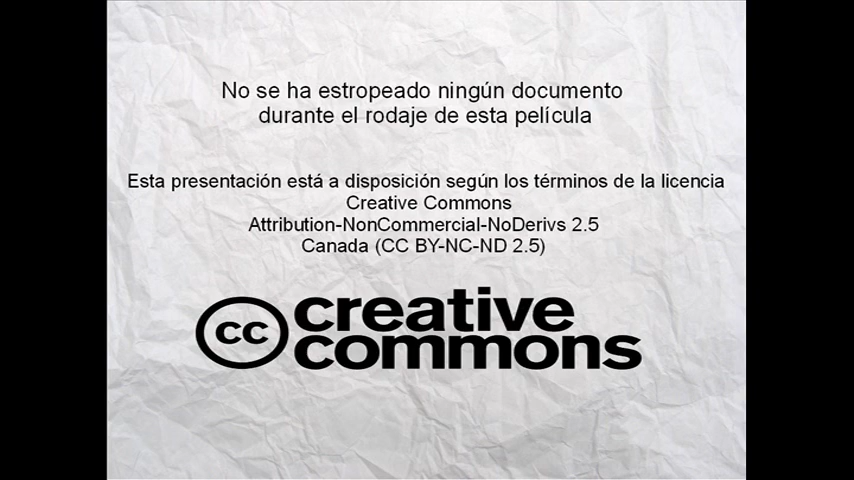 No se ha estropeado ningún documento
durante el rodaje de esta película
Esta presentación está a disposición según los términos de la licencia
Creative Commons
Attribution-NonCommercial-NoDerivs 2.5
Canada (CC BY-NC-ND 2.5)
cc creative
commons